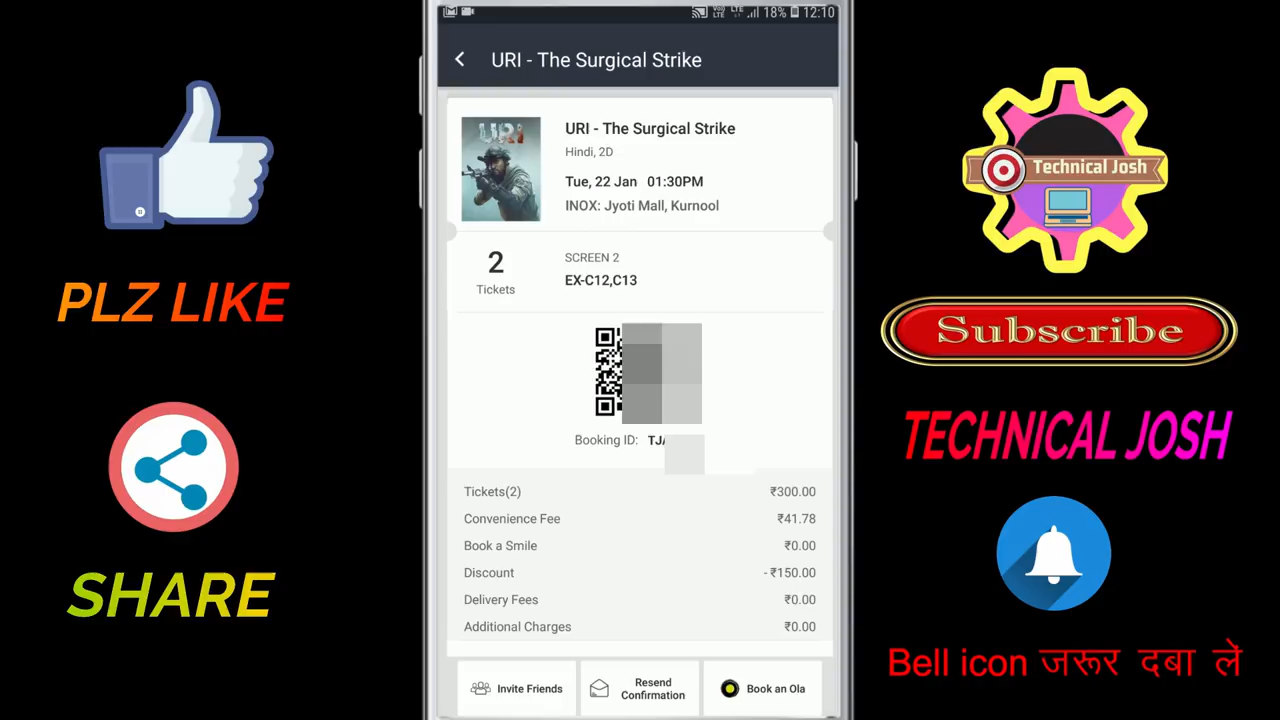 PLZ LIKE
SHARE
18% 12:10
URI - The Surgical Strike
URI
URI - The Surgical Strike
Hindi, 2D
Tue, 22 Jan 01:30PM
INOX: Jyoti Mall, Kurnool
2
Tickets
SCREEN 2
EX-C12,C13
Booking ID: TJ
Tickets(2) ₹300.00
Convenience Fee ₹41.78
Book a Smile ₹0.00
Discount - ₹150.00
Delivery Fees ₹0.00
Additional Charges ₹0.00
Invite Friends
Resend
Confirmation
Book an Ola
Technical Josh
Subscribe
TECHNICAL JOSH
Bell icon जरूर दबा लें